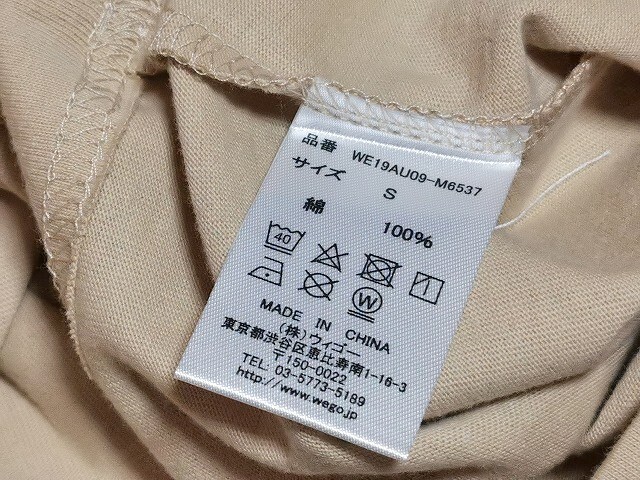 品番 WE19AU09-M6537
サイズ S
綿 100%
40
W
MADE IN CHINA
(株)ウィゴー
東京都渋谷区恵比寿南1-16-3
〒150-0022
TEL: 03-5773-5189
http://www.wego.jp